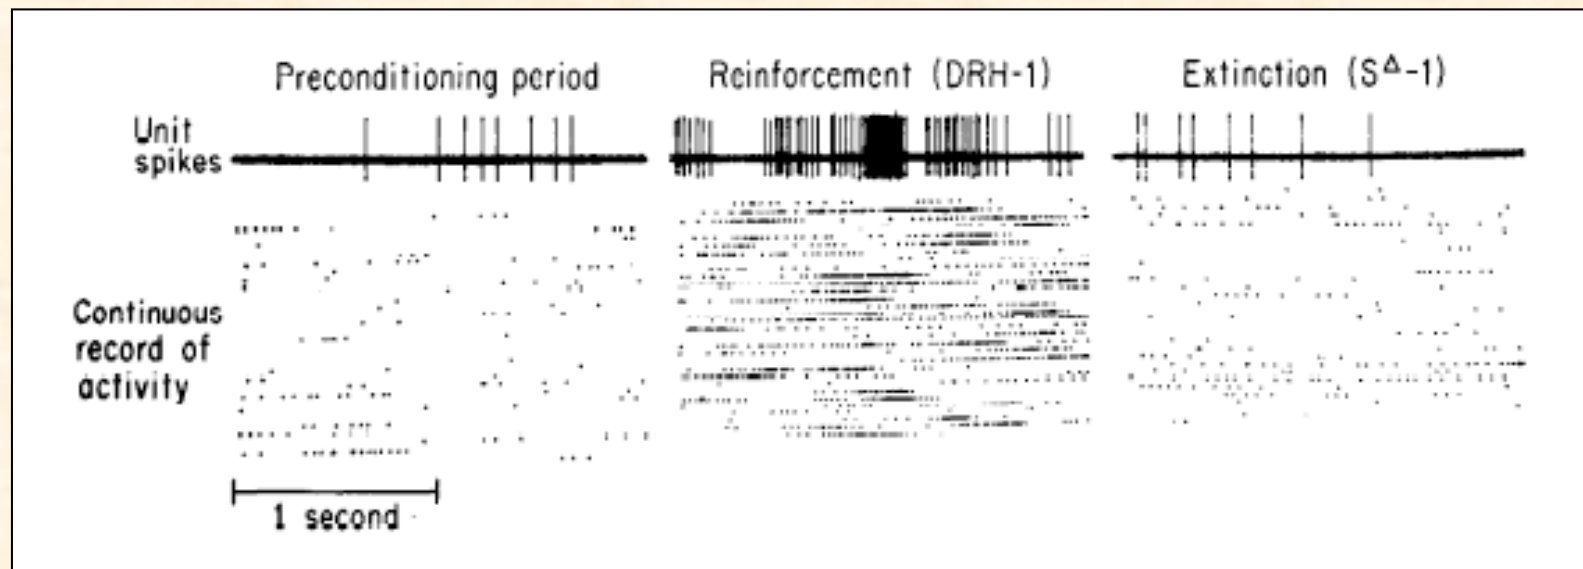 Preconditioning period
Reinforcement (DRH-1)
Extinction (S^Δ-1)
Unit
spikes
Continuous
record of
activity
1 second